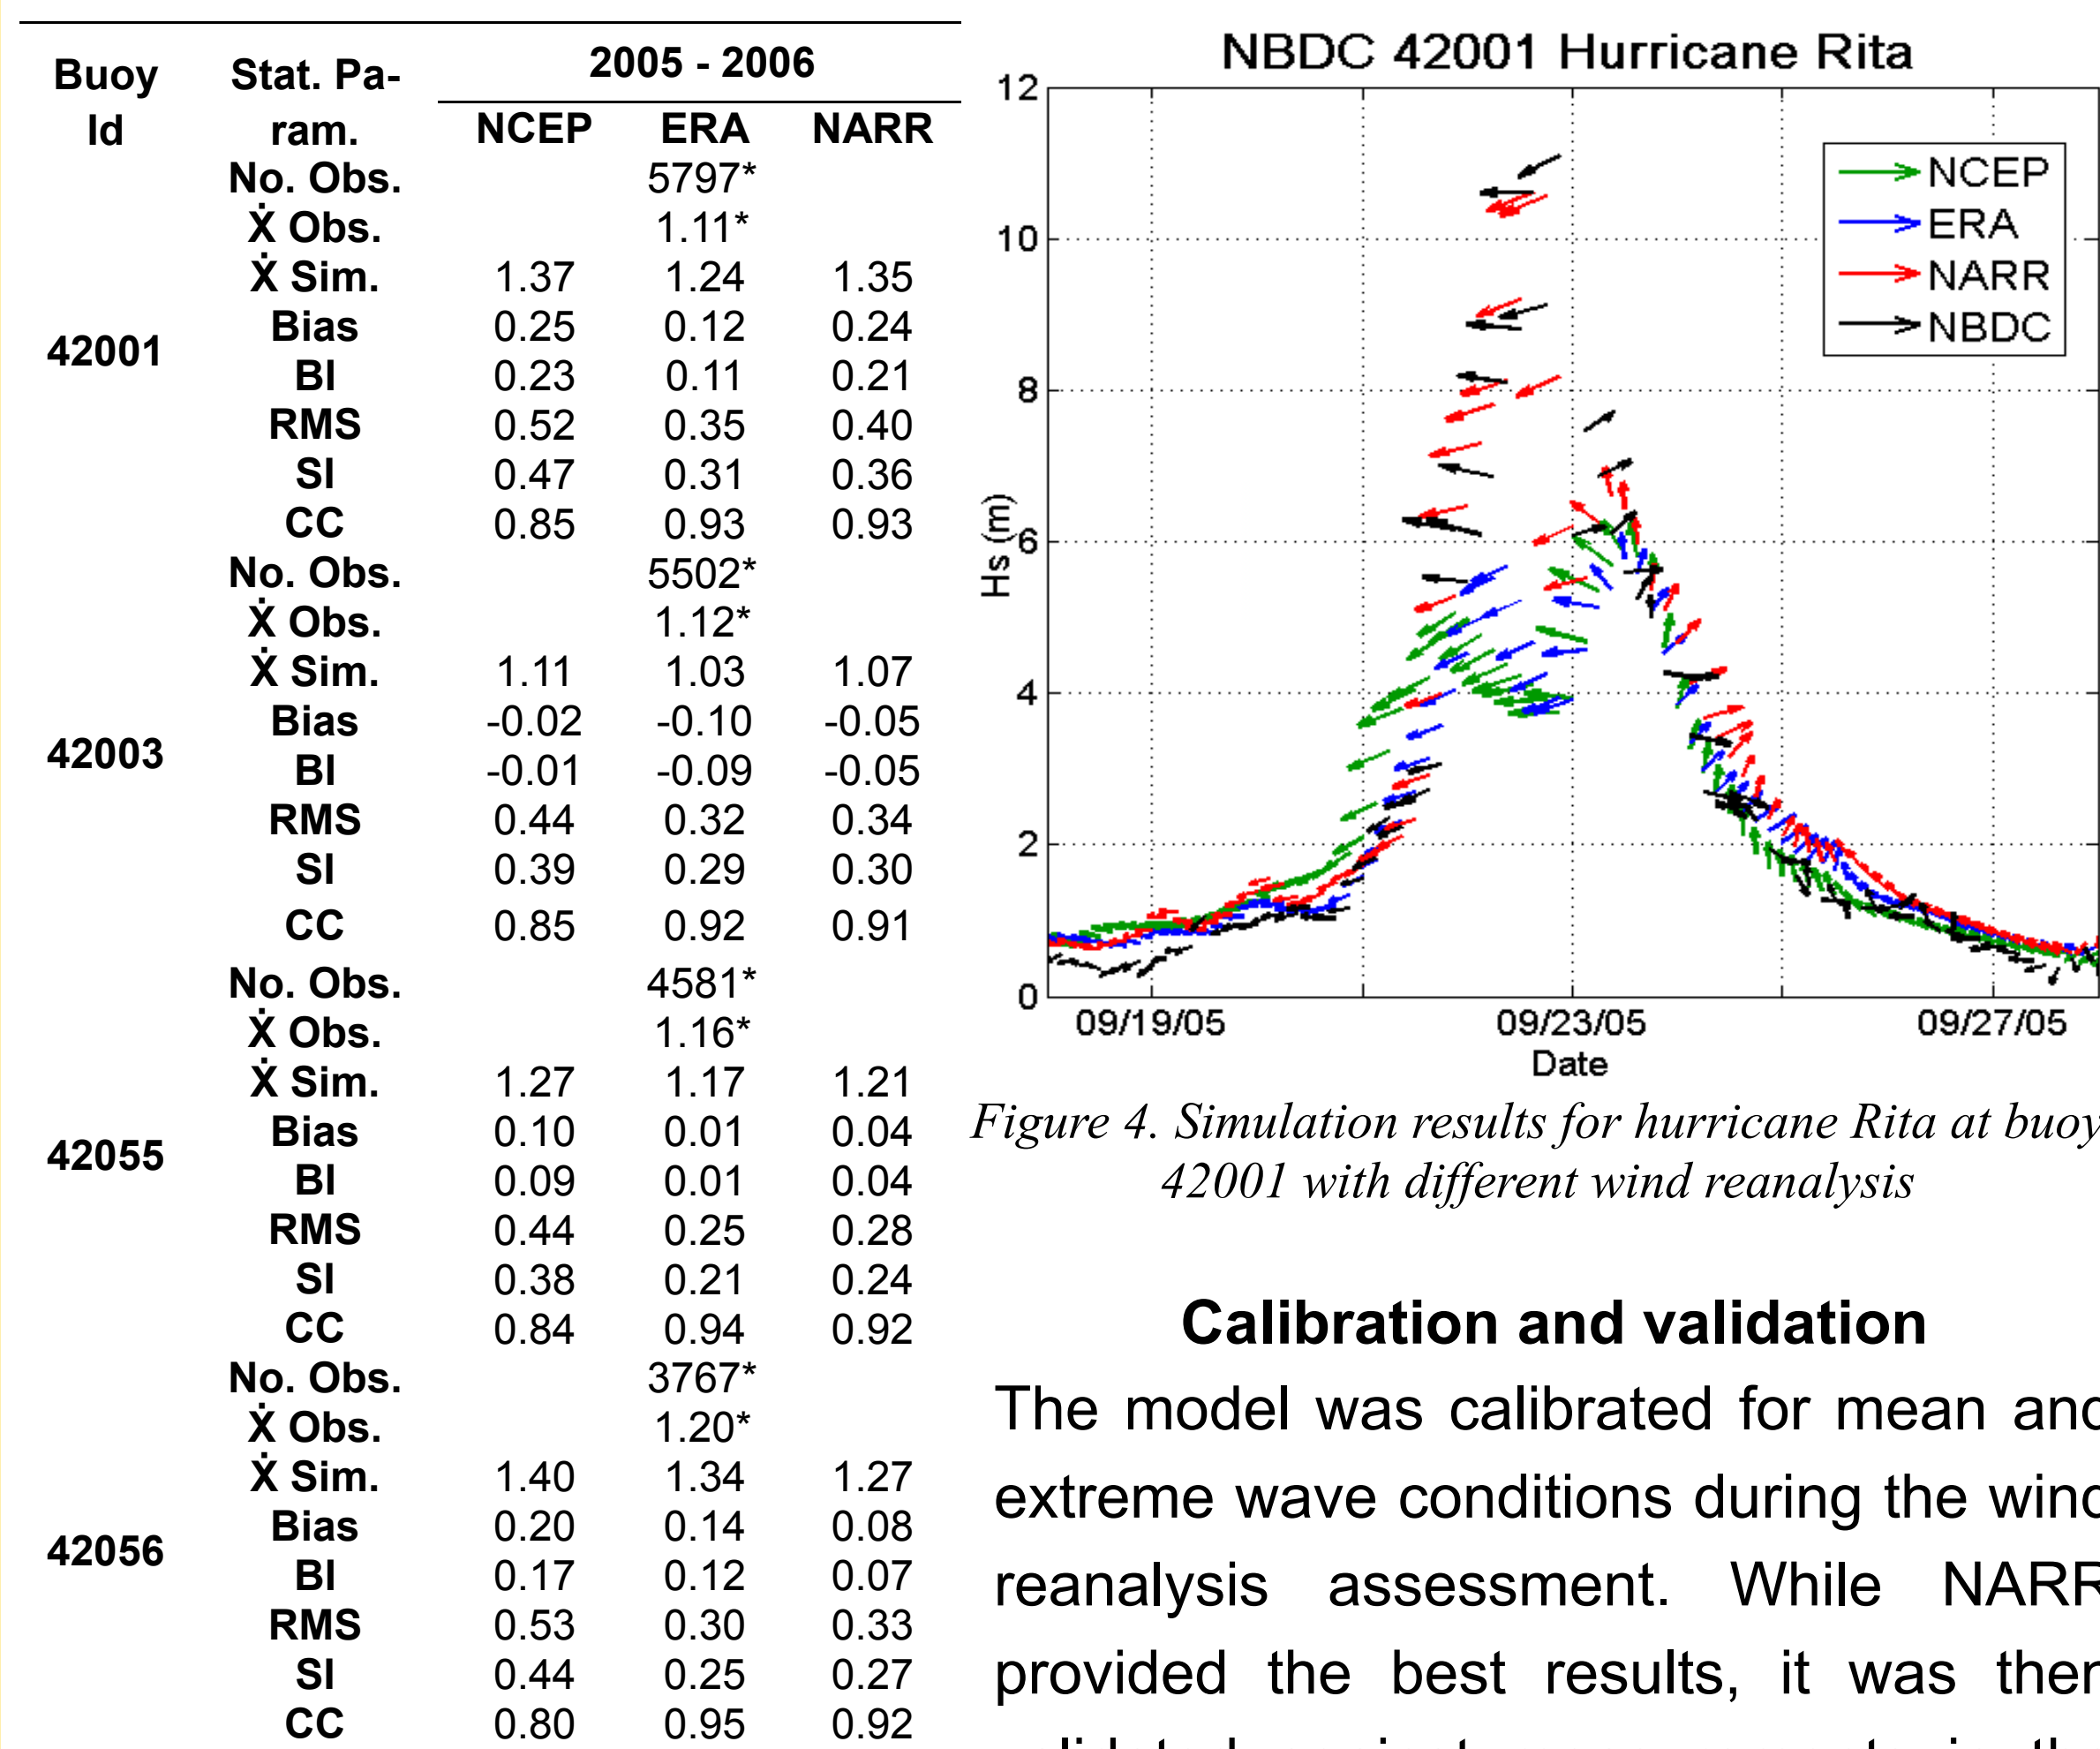 Buoy Id Stat. Pa-ram. 2005 - 2006
NCEP ERA NARR
42001
No. Obs. 5797*
Ẋ Obs. 1.11*
Ẋ Sim. 1.37 1.24 1.35
Bias 0.25 0.12 0.24
BI 0.23 0.11 0.21
RMS 0.52 0.35 0.40
SI 0.47 0.31 0.36
CC 0.85 0.93 0.93
42003
No. Obs. 5502*
Ẋ Obs. 1.12*
Ẋ Sim. 1.11 1.03 1.07
Bias -0.02 -0.10 -0.05
BI -0.01 -0.09 -0.05
RMS 0.44 0.32 0.34
SI 0.39 0.29 0.30
CC 0.85 0.92 0.91
42055
No. Obs. 4581*
Ẋ Obs. 1.16*
Ẋ Sim. 1.27 1.17 1.21
Bias 0.10 0.01 0.04
BI 0.09 0.01 0.04
RMS 0.44 0.25 0.28
SI 0.38 0.21 0.24
CC 0.84 0.94 0.92
42056
No. Obs. 3767*
Ẋ Obs. 1.20*
Ẋ Sim. 1.40 1.34 1.27
Bias 0.20 0.14 0.08
BI 0.17 0.12 0.07
RMS 0.53 0.30 0.33
SI 0.44 0.25 0.27
CC 0.80 0.95 0.92
NBDC 42001 Hurricane Rita
12
10
8
6
4
2
0
Hs (m)
NCEP
ERA
NARR
NBDC
09/19/05 09/23/05 09/27/05
Date
Figure 4. Simulation results for hurricane Rita at buoy
42001 with different wind reanalysis
Calibration and validation
The model was calibrated for mean and
extreme wave conditions during the wind
reanalysis assessment. While NARR
provided the best results, it was then